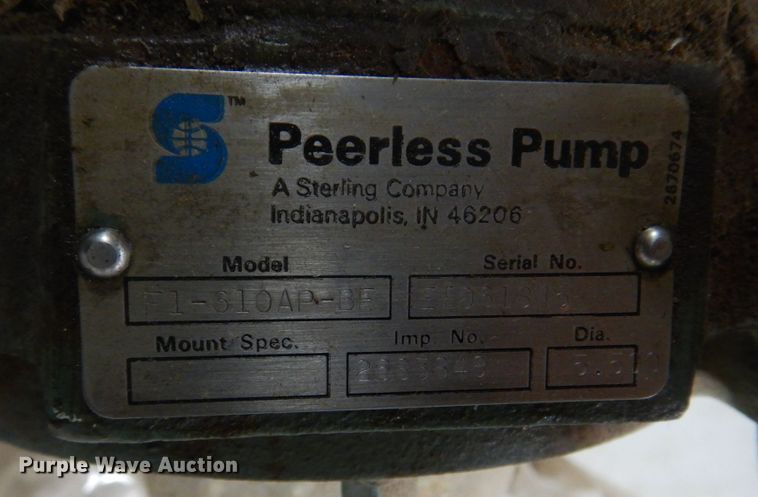 TM
Peerless Pump
A Sterling Company
Indianapolis, IN 46206
2670674
Model Serial No.
Mount Spec. Imp No. Dia.
Purple Wave Auction®